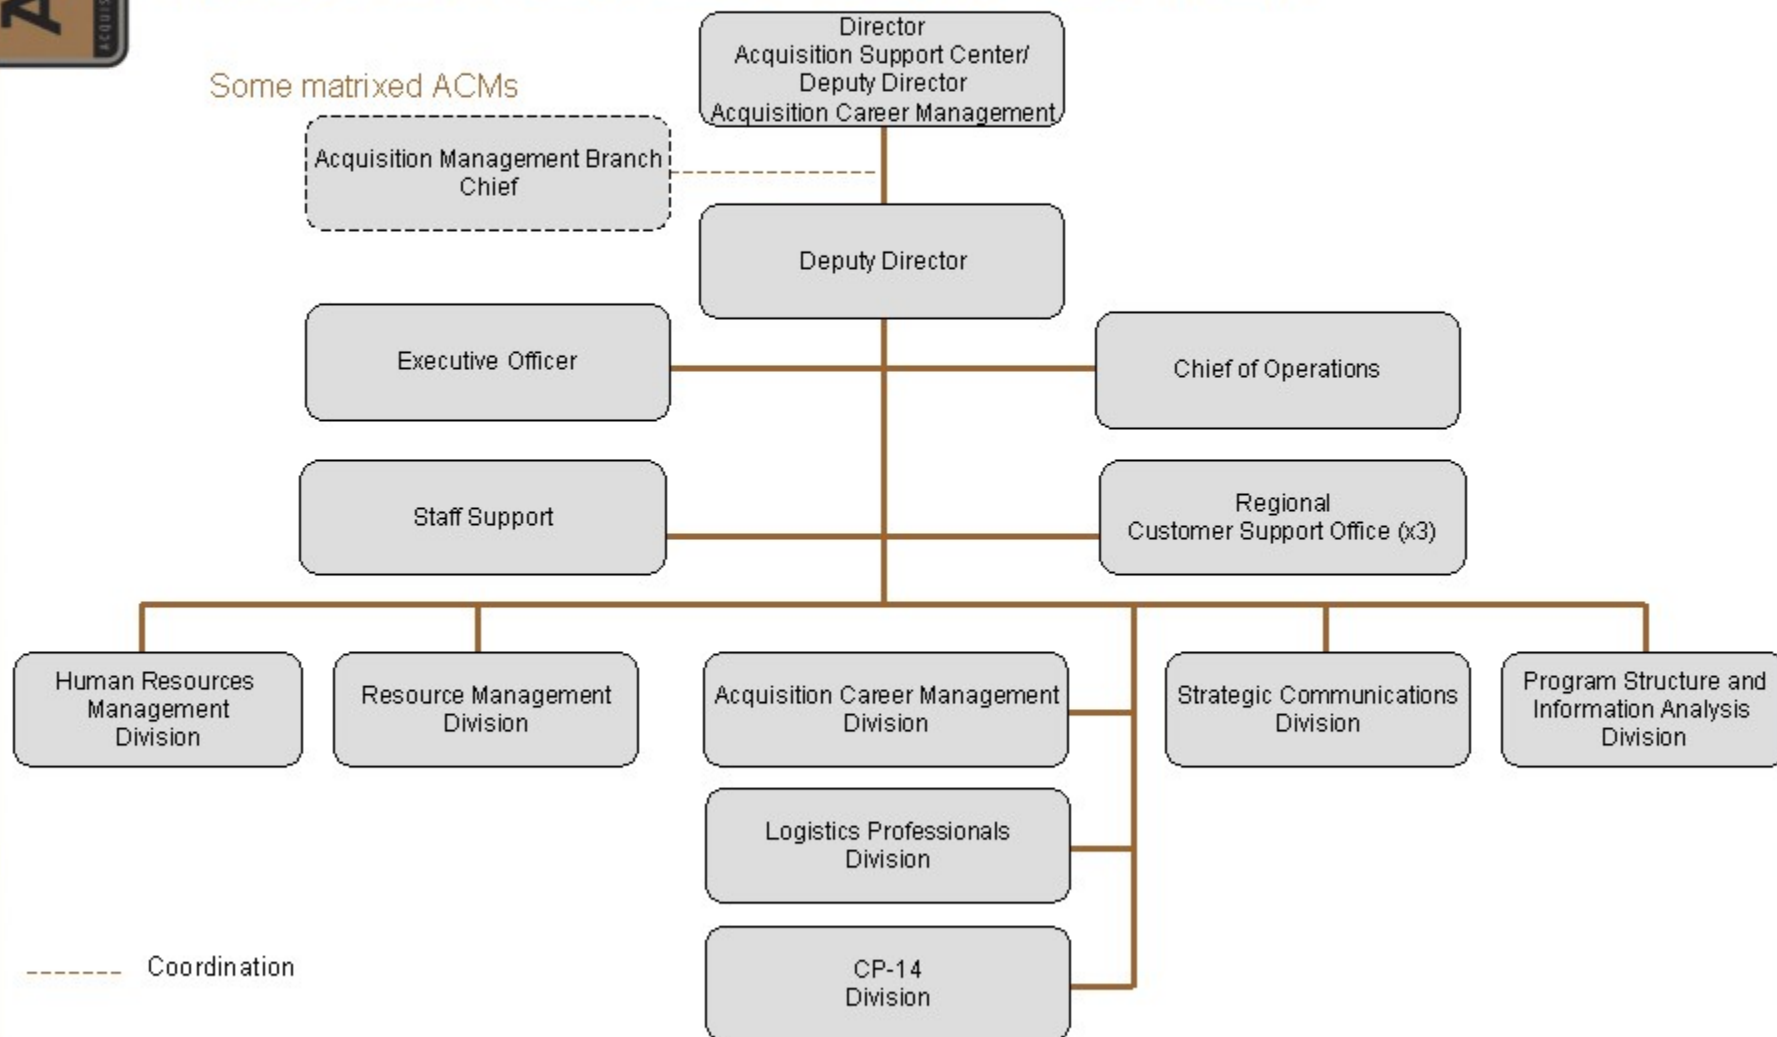 Director
Acquisition Support Center/
Deputy Director
Acquisition Career Management
Some matrixed ACMs
Acquisition Management Branch
Chief
Deputy Director
Executive Officer
Chief of Operations
Staff Support
Regional
Customer Support Office (x3)
Human Resources
Management
Division
Resource Management
Division
Acquisition Career Management
Division
Strategic Communications
Division
Program Structure and
Information Analysis
Division
Logistics Professionals
Division
CP-14
Division
Coordination